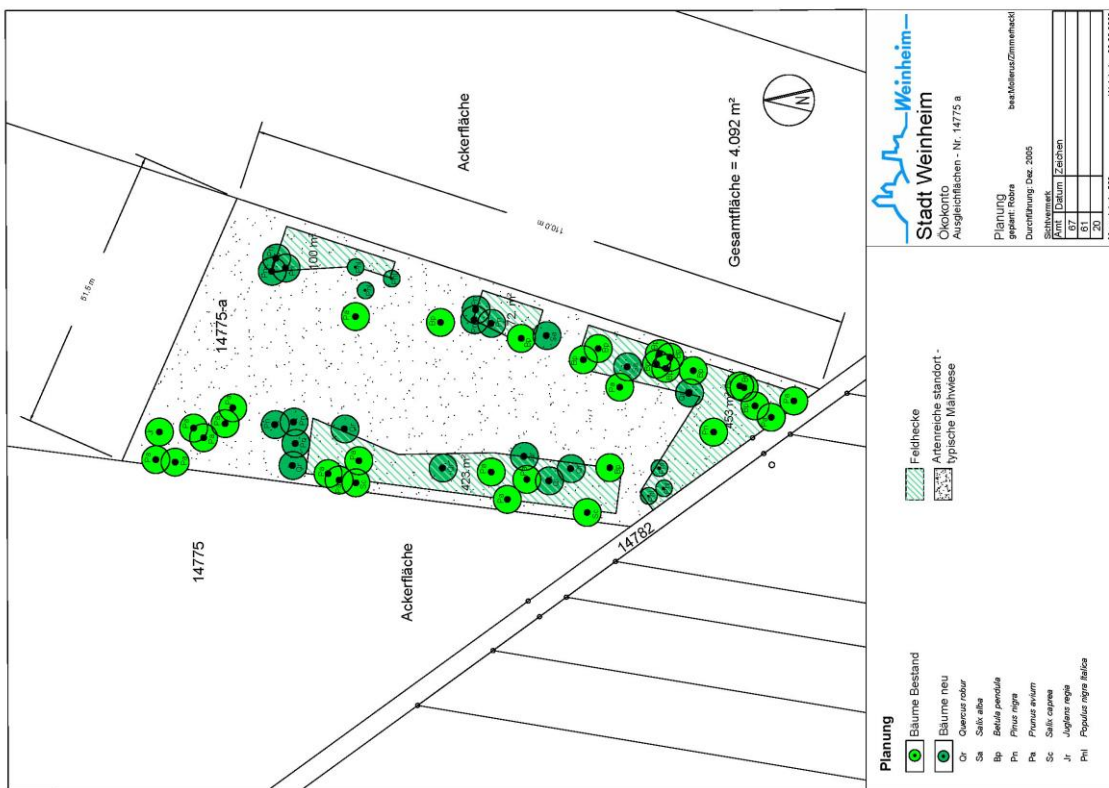 51,5 m
14775-a
Ackerfläche
110,0 m
100 m²
423 m²
453 m²
14775
Ackerfläche
14782
Gesamtfläche = 4.092 m²
N
Planung
Bäume Bestand
Bäume neu
Qr Quercus robur
Sa Salix alba
Bp Betula pendula
Pn Pinus nigra
Pa Prunus avium
Sc Salix caprea
Jr Juglans regia
PnI Populus nigra Italica
Feldhecke
Artenreiche standort -
typische Mähwiese
Weinheim
Stadt Weinheim
Ökokonto
Ausgleichflächen - Nr. 14775 a
Planung
geplant: Robra
bea:Mollerus/Zimmerhackl
Durchführung: Dez. 2005
Sichtvermerk
Amt Datum Zeichen
67
61
20